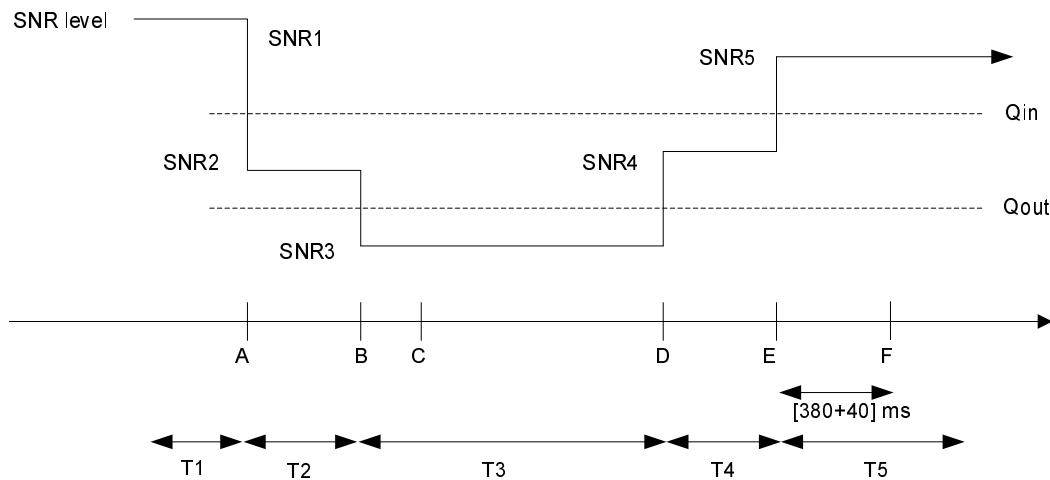 SNR level
SNR1
SNR5
Qin
SNR2
SNR4
Qout
SNR3
A B C D E F
[380+40] ms
T1 T2 T3 T4 T5